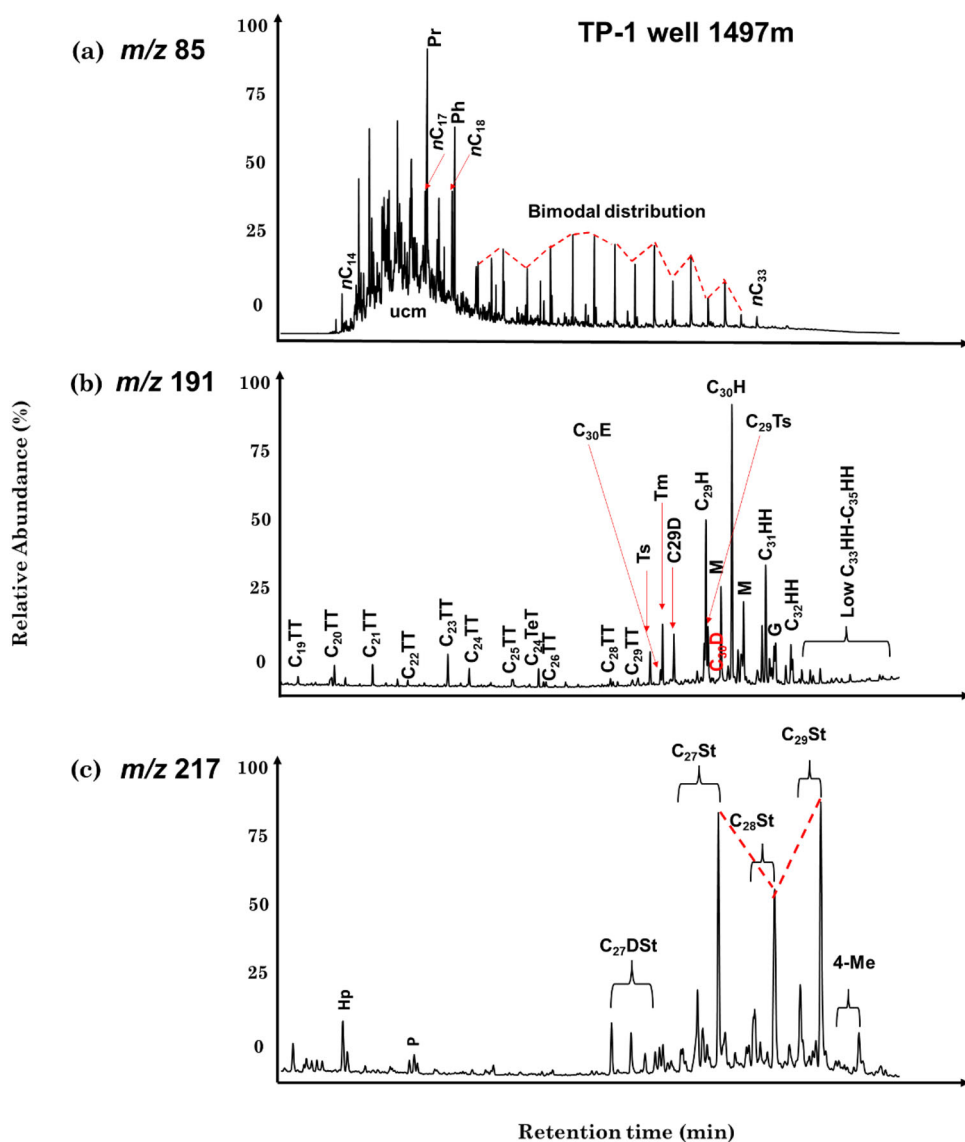 TP-1 well 1497m
(a) m/z 85
100
75
50
25
0
nC14
ucm
Pr
nC17
Ph
nC18
Bimodal distribution
nC33
(b) m/z 191
100
75
50
25
0
C19TT
C20TT
C21TT
C22TT
C23TT
C24TT
C25TT
C24TeT
C26TT
C28TT
C29TT
C30E
Ts
Tm
C29D
C29H
C30D
M
C30H
C29Ts
M
C31HH
G
C32HH
Low C33HH-C35HH
(c) m/z 217
100
75
50
25
0
Hp
P
C27DSt
C27St
C28St
C29St
4-Me
Relative Abundance (%)
Retention time (min)